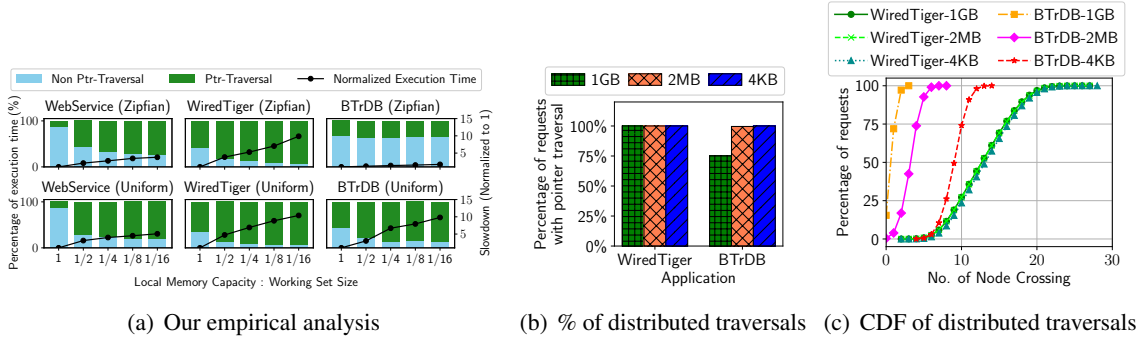 Non Ptr-Traversal Ptr-Traversal Normalized Execution Time
Percentage of execution time (%)
WebService (Zipfian) WiredTiger (Zipfian) BTrDB (Zipfian)
100 15
10
5
0
WebService (Uniform) WiredTiger (Uniform) BTrDB (Uniform)
100 15
10
5
0
Slowdown (Normalized to 1)
1 1/2 1/4 1/8 1/16 1 1/2 1/4 1/8 1/16 1 1/2 1/4 1/8 1/16
Local Memory Capacity : Working Set Size
(a) Our empirical analysis
1GB 2MB 4KB
Percentage of requests
with pointer traversal
100%
75%
50%
25%
0%
WiredTiger BTrDB
Application
(b) % of distributed traversals
WiredTiger-1GB BTrDB-1GB
WiredTiger-2MB BTrDB-2MB
WiredTiger-4KB BTrDB-4KB
Percentage of requests
100
75
50
25
0
0 10 20 30
No. of Node Crossing
(c) CDF of distributed traversals